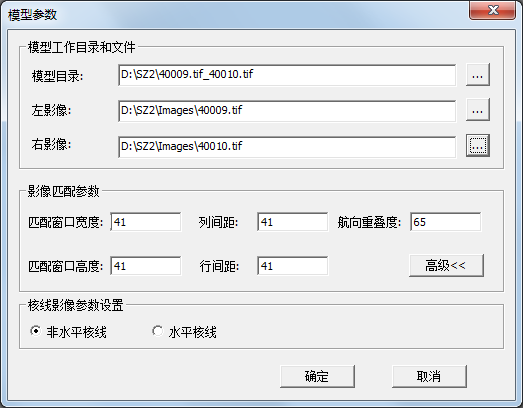 模型参数
模型工作目录和文件
模型目录: D:\SZ2\40009.tif_40010.tif ...
左影像: D:\SZ2\Images\40009.tif ...
右影像: D:\SZ2\Images\40010.tif ...
影像匹配参数
匹配窗口宽度: 41 列间距: 41 航向重叠度: 65
匹配窗口高度: 41 行间距: 41 高级<<
核线影像参数设置
非水平核线 水平核线
确定 取消